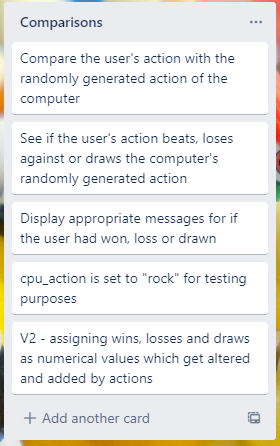 Comparisons
Compare the user's action with the
randomly generated action of the
computer
See if the user's action beats, loses
against or draws the computer's
randomly generated action
Display appropriate messages for if
the user had won, loss or drawn
cpu_action is set to "rock" for testing
purposes
V2 - assigning wins, losses and draws
as numerical values which get altered
and added by actions
+ Add another card